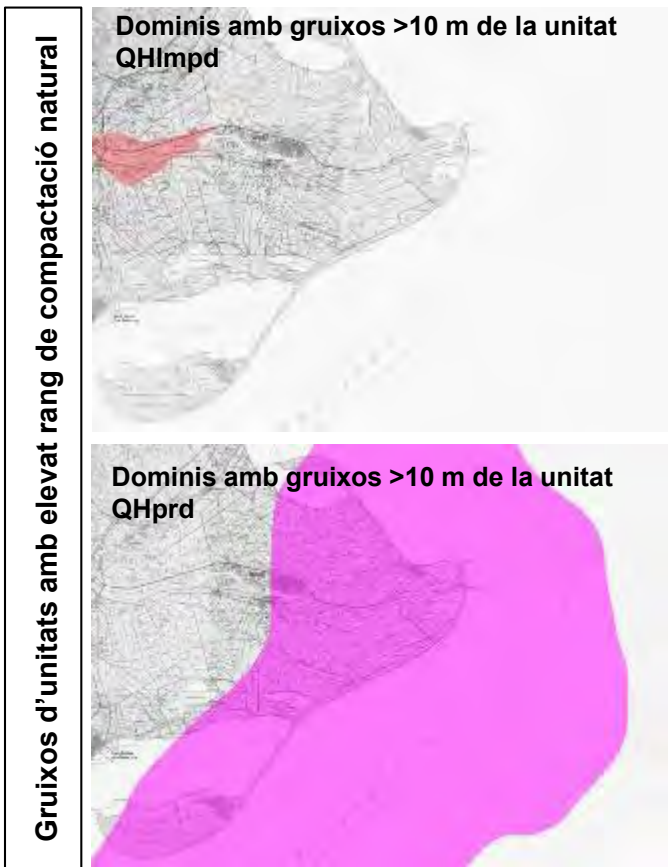 Gruixos d'unitats amb elevat rang de compactació natural
Dominis amb gruixos >10 m de la unitat
QHlmpd
Dominis amb gruixos >10 m de la unitat
QHprd